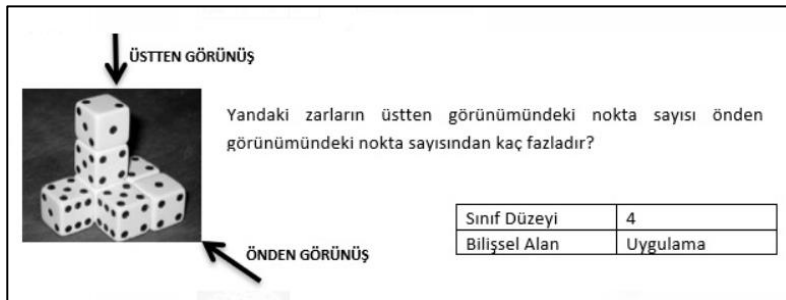 ÜSTTEN GÖRÜNÜŞ
Yandaki zarların üstten görünümündeki nokta sayısı önden
görünümündeki nokta sayısından kaç fazladır?
Sınıf Düzeyi 4
Bilişsel Alan Uygulama
ÖNDEN GÖRÜNÜŞ